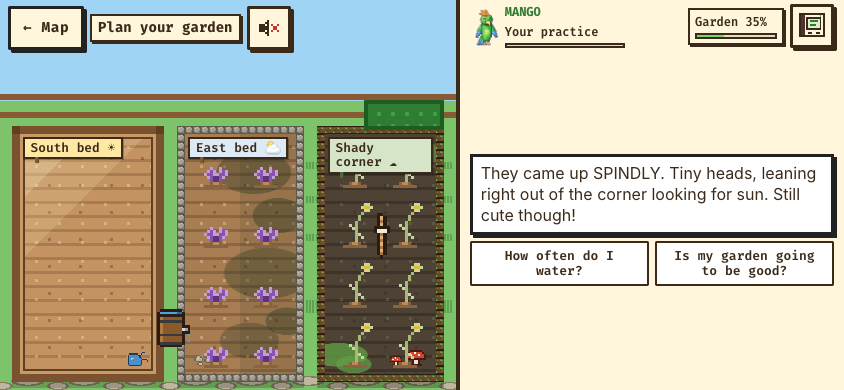 ← Map
Plan your garden
South bed
East bed
Shady
corner
MANGO
Your practice
Garden 35%
They came up SPINDLY. Tiny heads, leaning
right out of the corner looking for sun. Still
cute though!
How often do I
water?
Is my garden going
to be good?